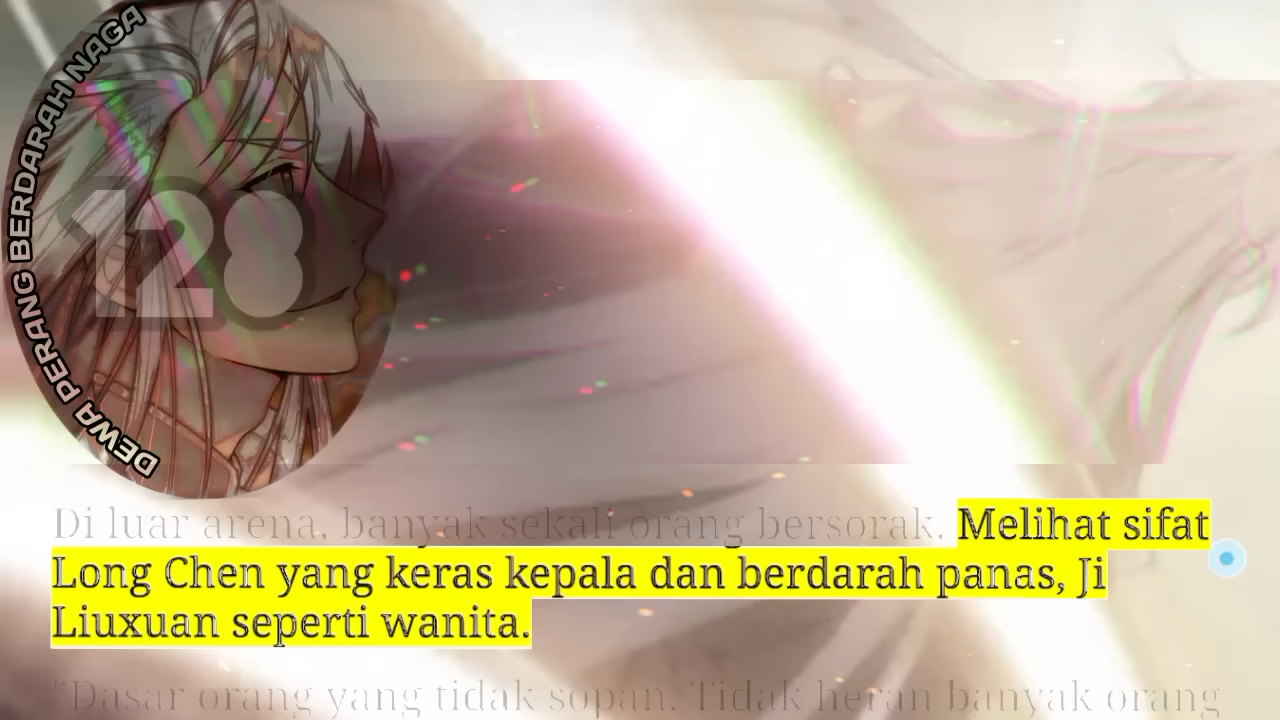 DEWA PERANG BERDARAH NAGA
128
Di luar arena, banyak sekali orang bersorak. Melihat sifat
Long Chen yang keras kepala dan berdarah panas, Ji
Liuxuan seperti wanita.
"Dasar orang yang tidak sopan. Tidak heran banyak orang